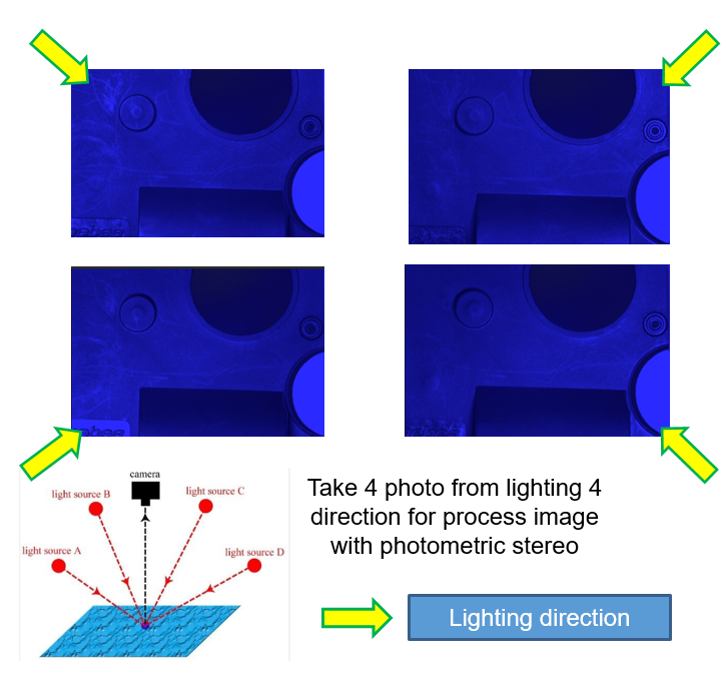 camera
light source B
light source C
light source A
light source D
Take 4 photo from lighting 4
direction for process image
with photometric stereo
Lighting direction